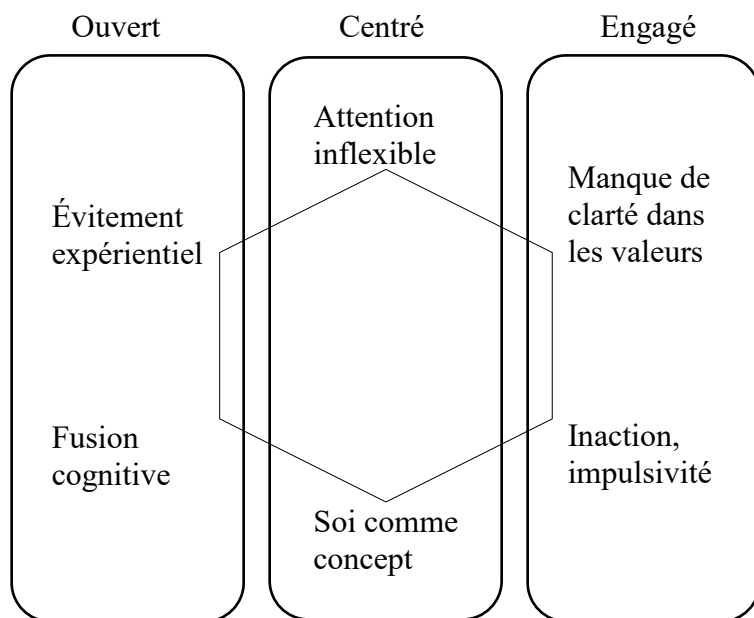 Ouvert
Centré
Engagé
Attention
inflexible
Évitement
expérientiel
Manque de
clarté dans
les valeurs
Fusion
cognitive
Inaction,
impulsivité
Soi comme
concept